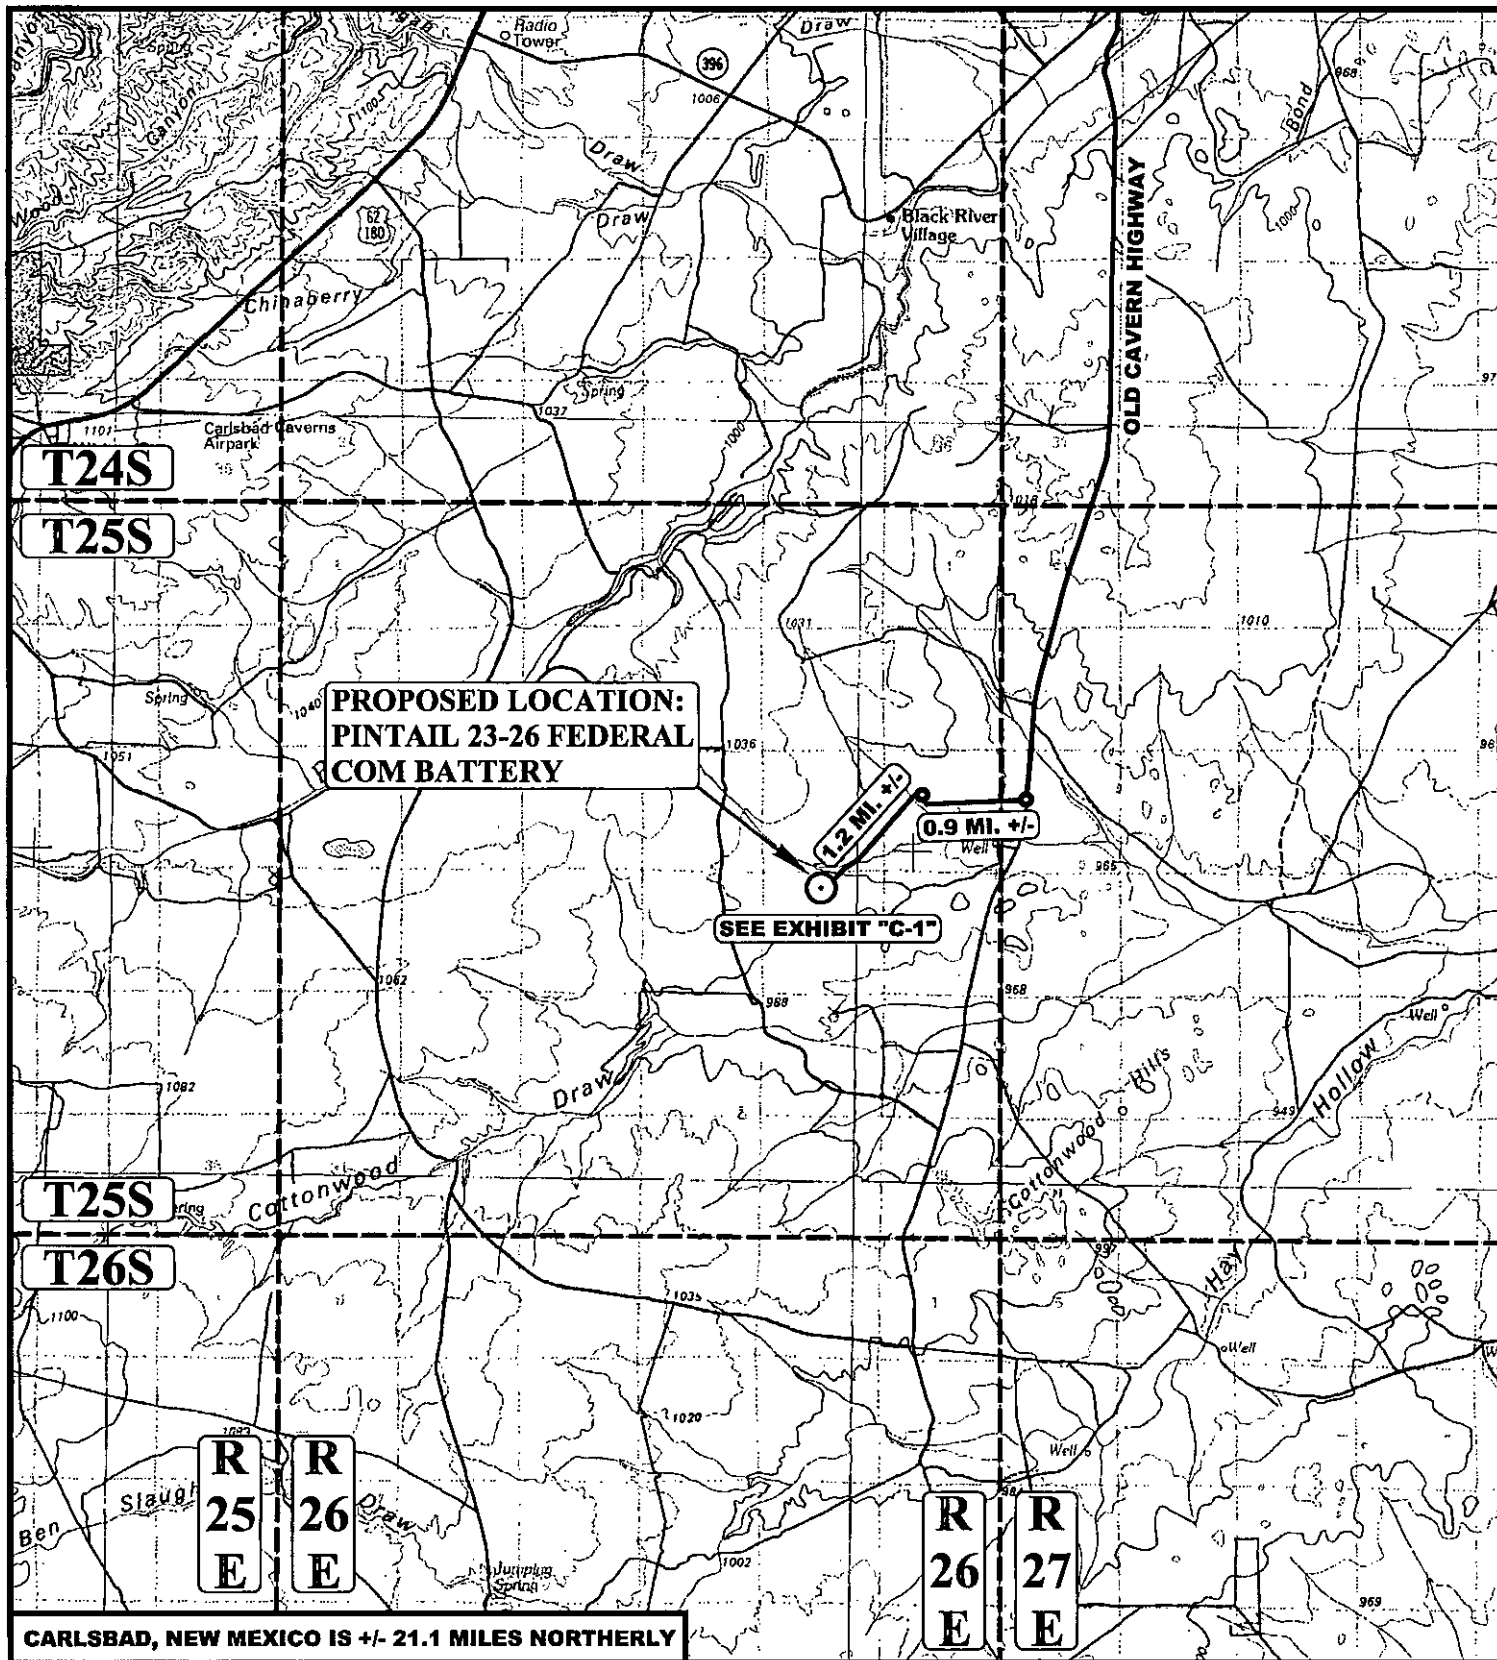 Radio
Tower
Draw
396
1006
968
Bond
Spring
Canyon
1100
Draw
Draw
Wood
62
180
Black River
Village
1000
OLD CAVERN HIGHWAY
Chinaberry
Spring
1037
1000
1101
Carlsbad Caverns
Airpark
T24S
T25S
1018
1031
1010
Spring
1040
PROPOSED LOCATION:
PINTAIL 23-26 FEDERAL
COM BATTERY
1051
1036
1.2 MI. +/-
0.9 MI. +/-
Well
965
SEE EXHIBIT "C-1"
1062
968
968
Well
1082
Draw
Hills
Hollow
949
Cottonwood
Cottonwood
T25S
T26S
Hay
1035
1100
Well
1020
1083
R
25
E
R
26
E
Slaugh
Draw
Ben
Well
R
26
E
R
27
E
1002
Jumping
Spring
969
CARLSBAD, NEW MEXICO IS +/- 21.1 MILES NORTHERLY